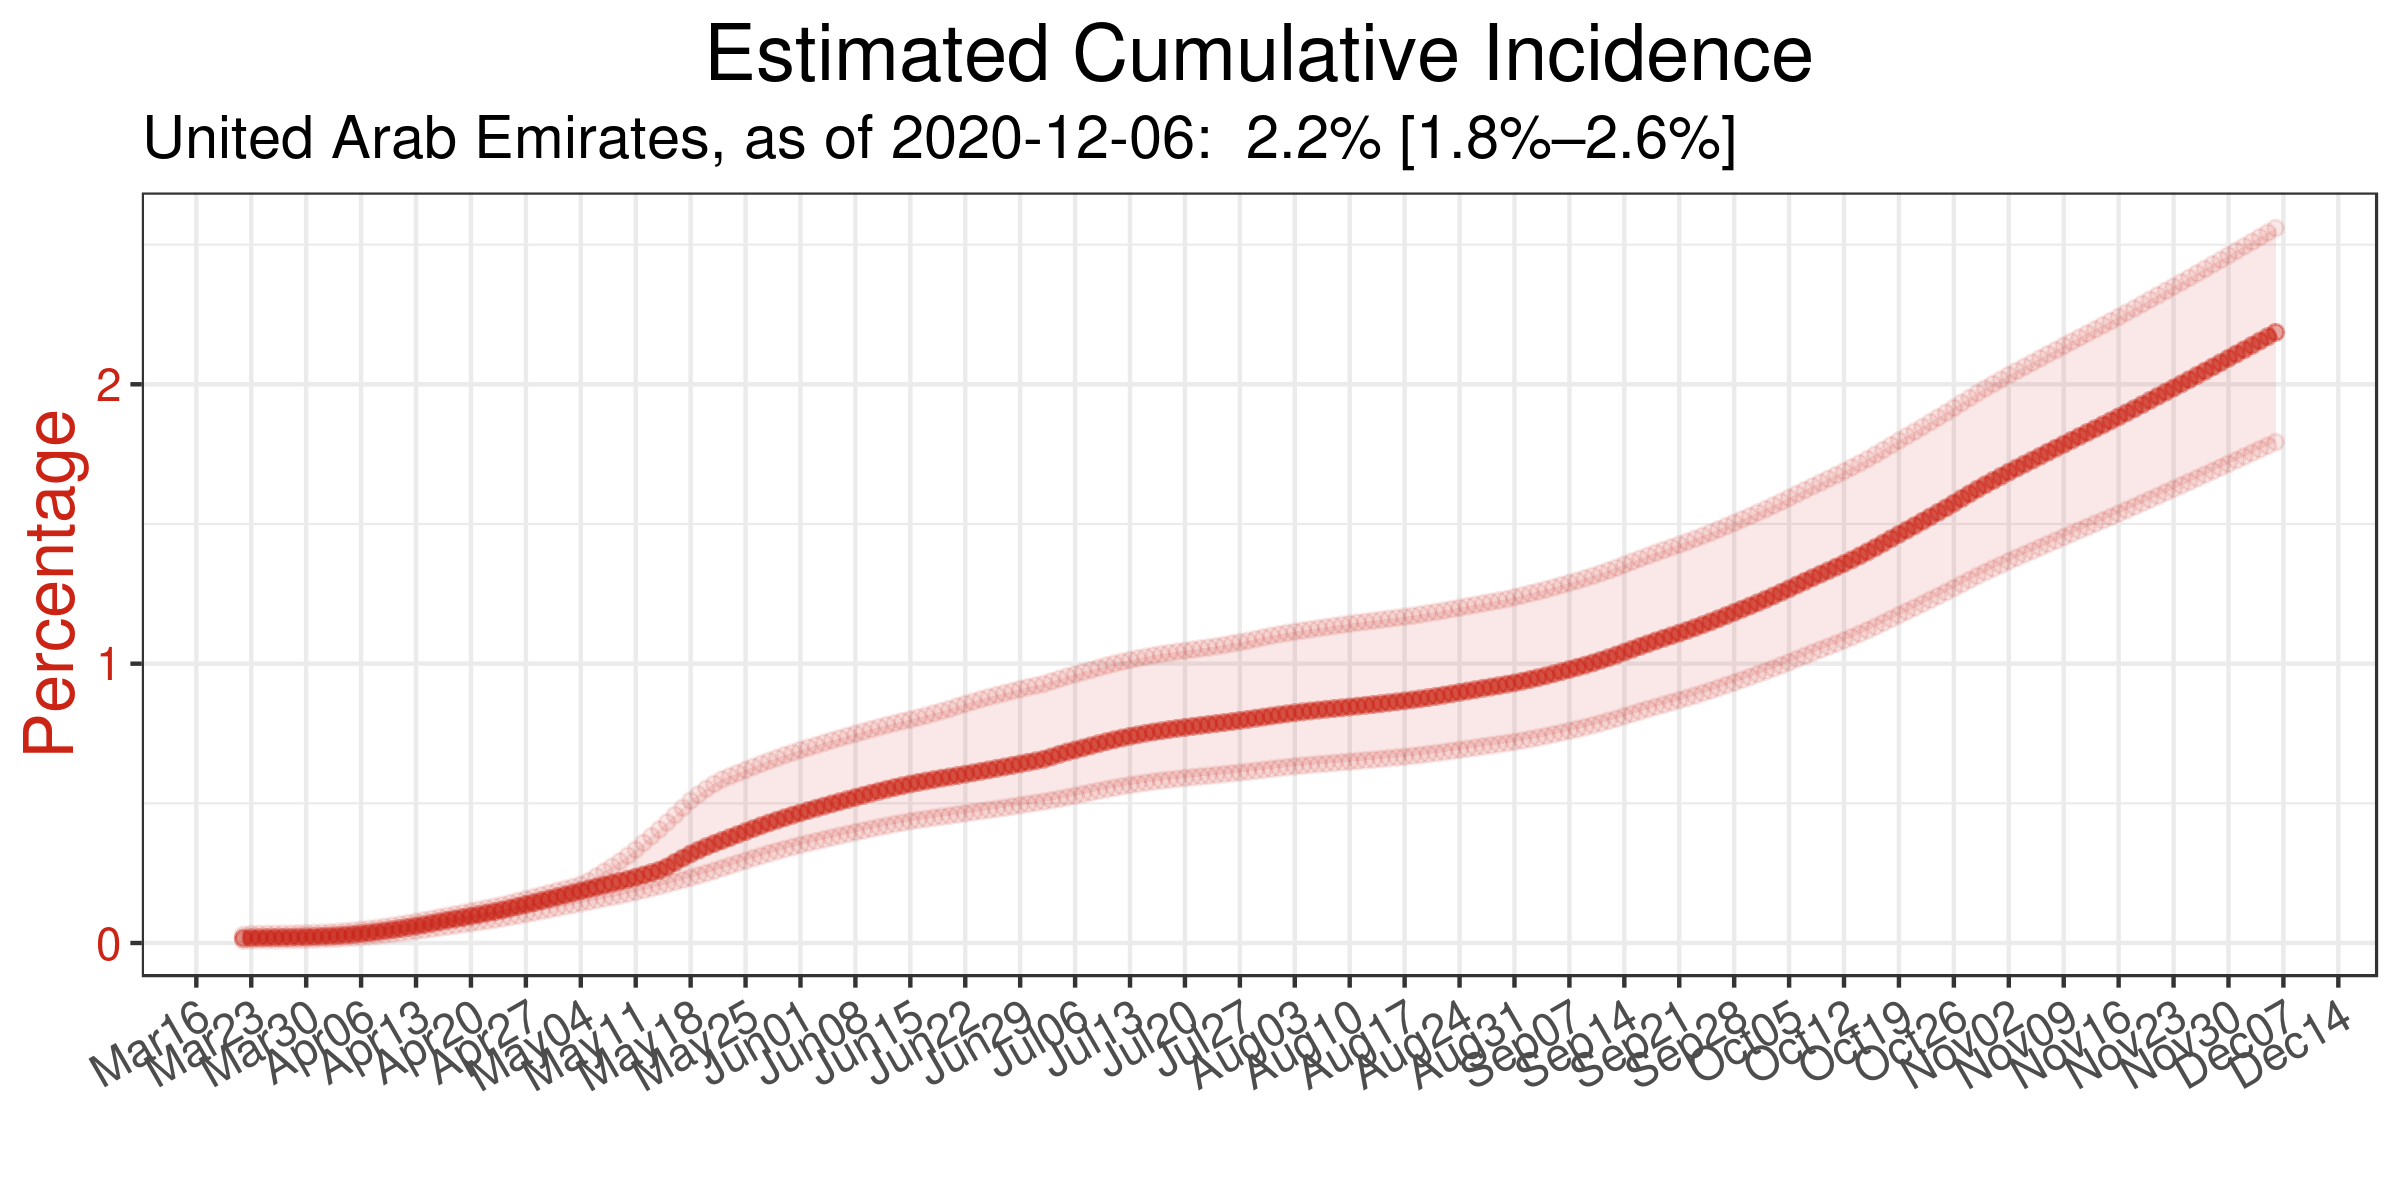 Estimated Cumulative Incidence
United Arab Emirates, as of 2020-12-06:  2.2% [1.8%–2.6%]
Percentage
2
1
0
Mar16
Mar23
Mar30
Apr06
Apr13
Apr20
Apr27
May04
May11
May18
May25
Jun01
Jun08
Jun15
Jun22
Jun29
Jul06
Jul13
Jul20
Jul27
Aug03
Aug10
Aug17
Aug24
Aug31
Sep07
Sep14
Sep21
Sep28
Oct05
Oct12
Oct19
Oct26
Nov02
Nov09
Nov16
Nov23
Nov30
Dec07
Dec14